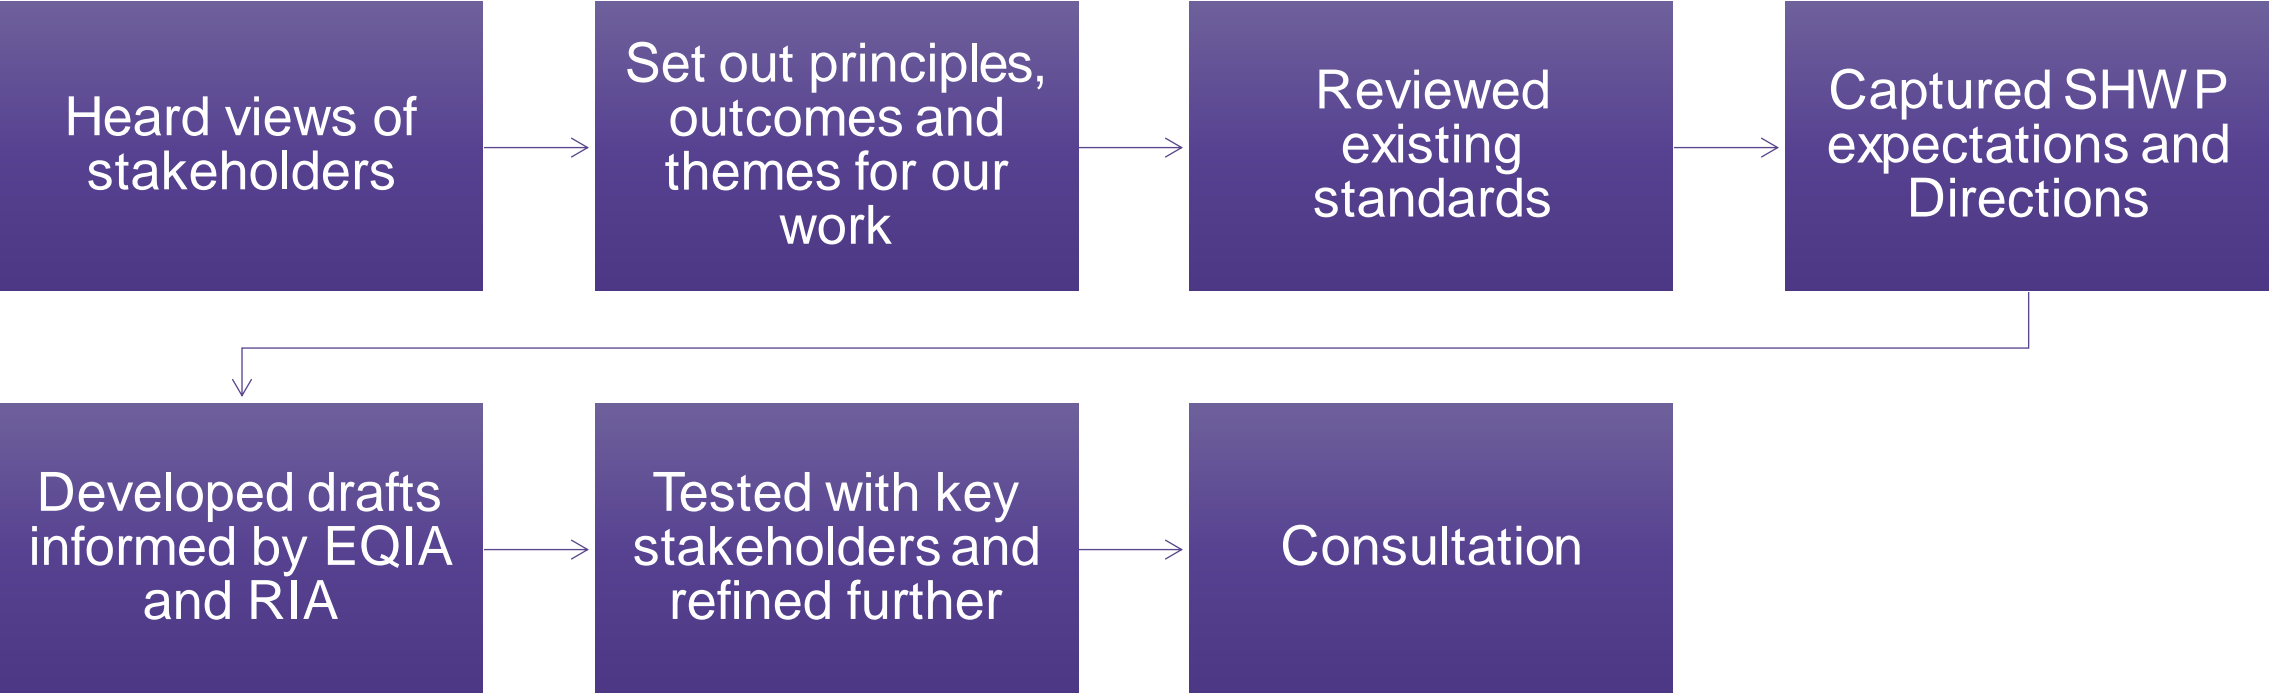 Heard views of
stakeholders
Set out principles,
outcomes and
themes for our
work
Reviewed
existing
standards
Captured SHWP
expectations and
Directions
Developed drafts
informed by EQIA
and RIA
Tested with key
stakeholders and
refined further
Consultation